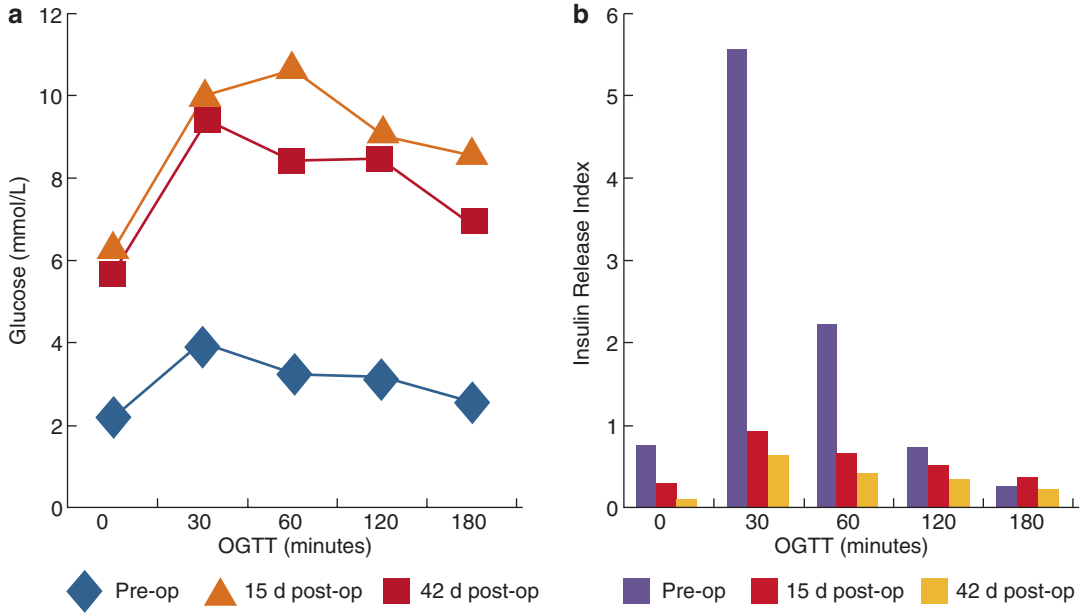 a
Glucose (mmol/L)
12
10
8
6
4
2
0
0 30 60 120 180
OGTT (minutes)
Pre-op 15 d post-op 42 d post-op
b
Insulin Release Index
6
5
4
3
2
1
0
0 30 60 120 180
OGTT (minutes)
Pre-op 15 d post-op 42 d post-op